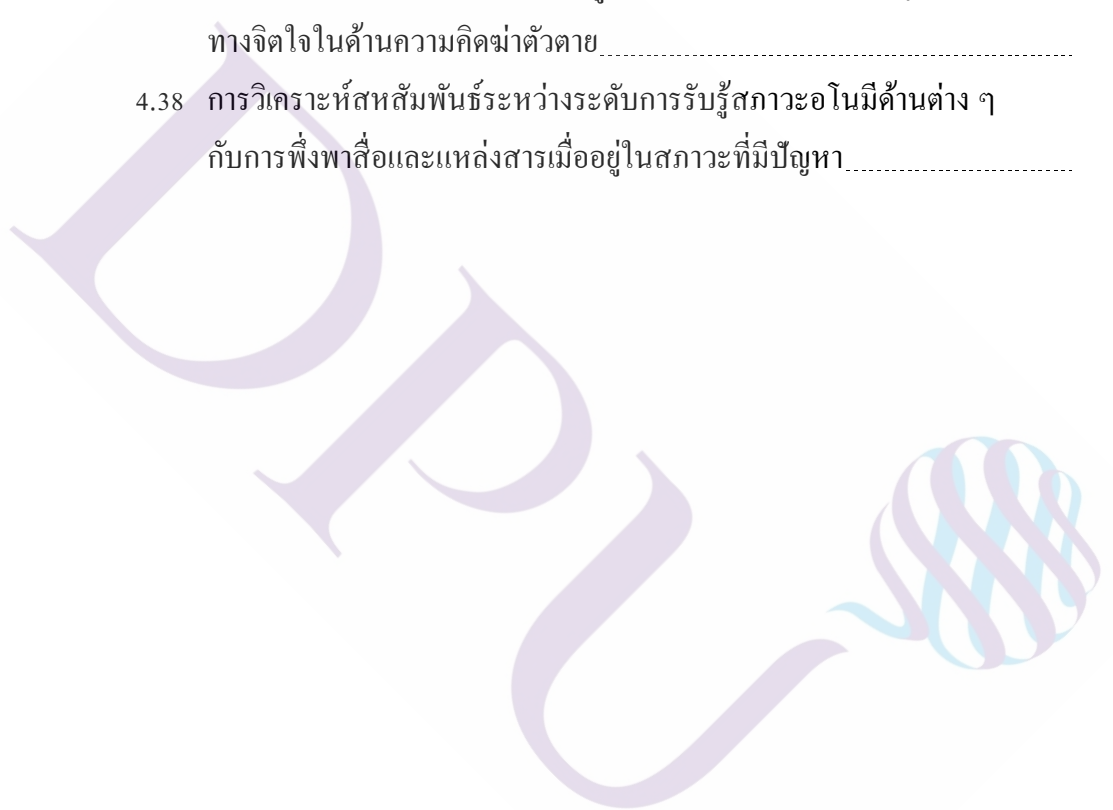 ทางจิตใจในด้านความคิดฆ่าตัวตาย
4.38 การวิเคราะห์สหสัมพันธ์ระหว่างระดับการรับรู้สภาวะอโนมีด้านต่าง ๆ
กับการพึ่งพาสื่อและแหล่งสารเมื่ออยู่ในสภาวะที่มีปัญหา
DPU